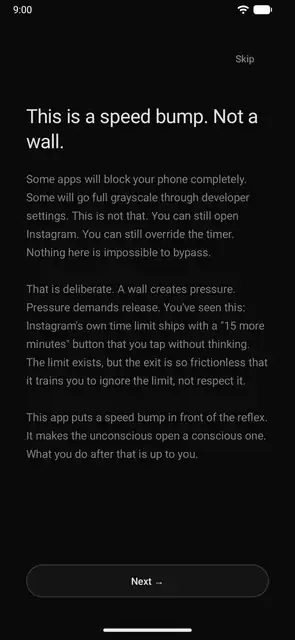 9:00
Skip
This is a speed bump. Not a
wall.
Some apps will block your phone completely.
Some will go full grayscale through developer
settings. This is not that. You can still open
Instagram. You can still override the timer.
Nothing here is impossible to bypass.
That is deliberate. A wall creates pressure.
Pressure demands release. You've seen this:
Instagram's own time limit ships with a "15 more
minutes" button that you tap without thinking.
The limit exists, but the exit is so frictionless that
it trains you to ignore the limit, not respect it.
This app puts a speed bump in front of the reflex.
It makes the unconscious open a conscious one.
What you do after that is up to you.
Next →